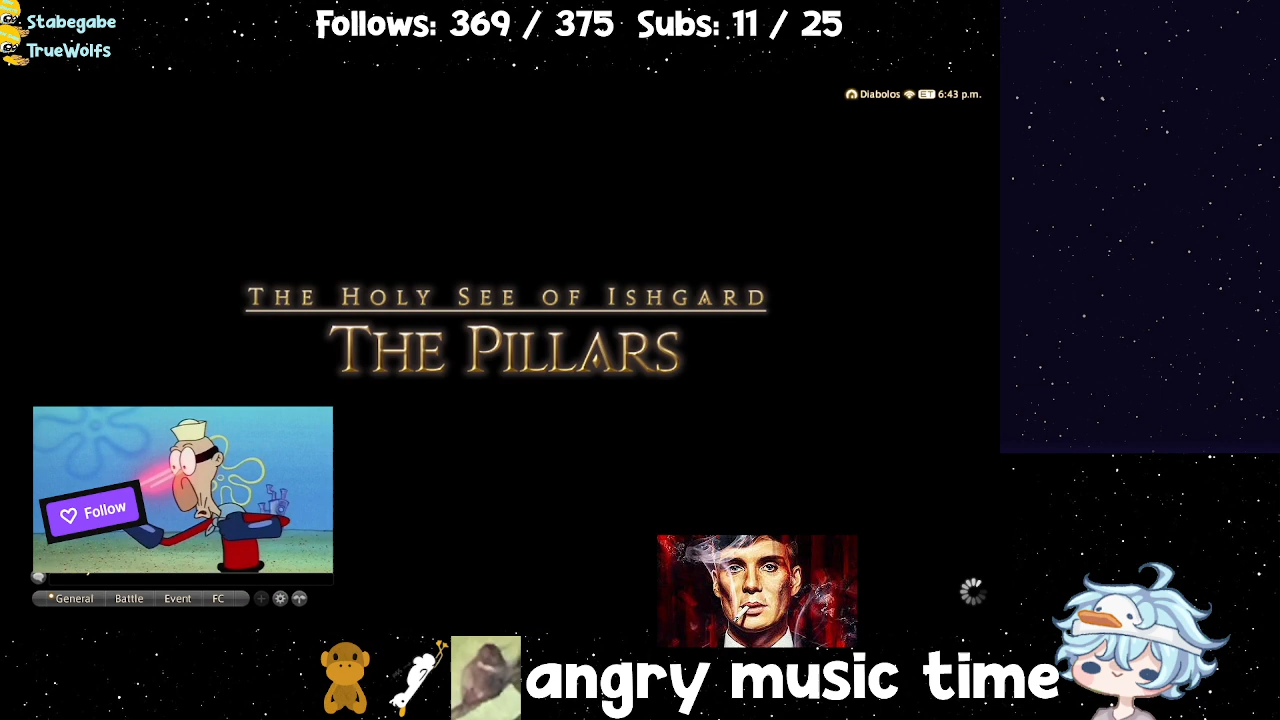 Stabegabe
TrueWolfs
Follows: 369 / 375 Subs: 11 / 25
Diabolos ET 6:43 p.m.
The Holy See of Ishgard
The Pillars
Follow
General Battle Event FC
angry music time